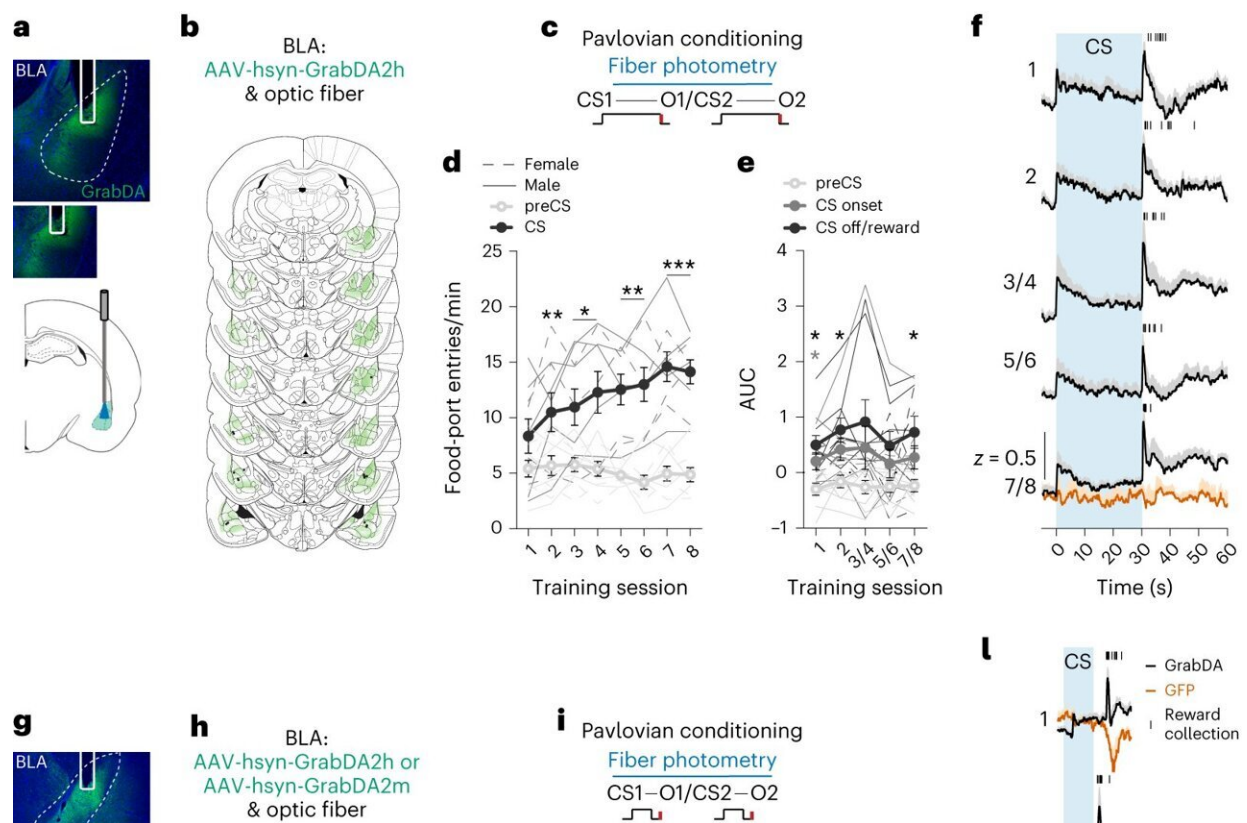 a
BLA
GrabDA
b
BLA:
AAV-hsyn-GrabDA2h
& optic fiber
c
Pavlovian conditioning
Fiber photometry
CS1 O1/CS2 O2
d
Female
Male
preCS
CS
25
20
15
10
5
0
Food-port entries/min
** * ** ***
1 2 3 4 5 6 7 8
Training session
e
preCS
CS onset
CS off/reward
4
3
2
1
0
–1
AUC
* * *
*
1 2 3/4 5/6 7/8
Training session
f
CS
1
2
3/4
5/6
z = 0.5
7/8
0 10 20 30 40 50 60
Time (s)
g
BLA
h
BLA:
AAV-hsyn-GrabDA2h or
AAV-hsyn-GrabDA2m
& optic fiber
i
Pavlovian conditioning
Fiber photometry
CS1–O1/CS2–O2
l
CS
1
GrabDA
GFP
Reward
collection